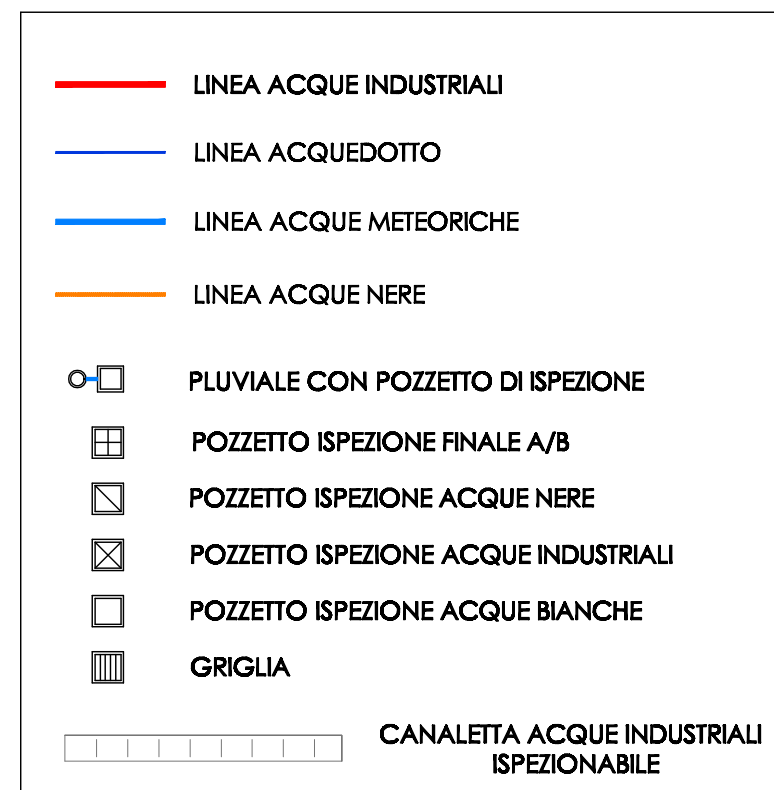 LINEA ACQUE INDUSTRIALI
LINEA ACQUEDOTTO
LINEA ACQUE METEORICHE
LINEA ACQUE NERE
PLUVIALE CON POZZETTO DI ISPEZIONE
POZZETTO ISPEZIONE FINALE A/B
POZZETTO ISPEZIONE ACQUE NERE
POZZETTO ISPEZIONE ACQUE INDUSTRIALI
POZZETTO ISPEZIONE ACQUE BIANCHE
GRIGLIA
CANALETTA ACQUE INDUSTRIALI
ISPEZIONABILE